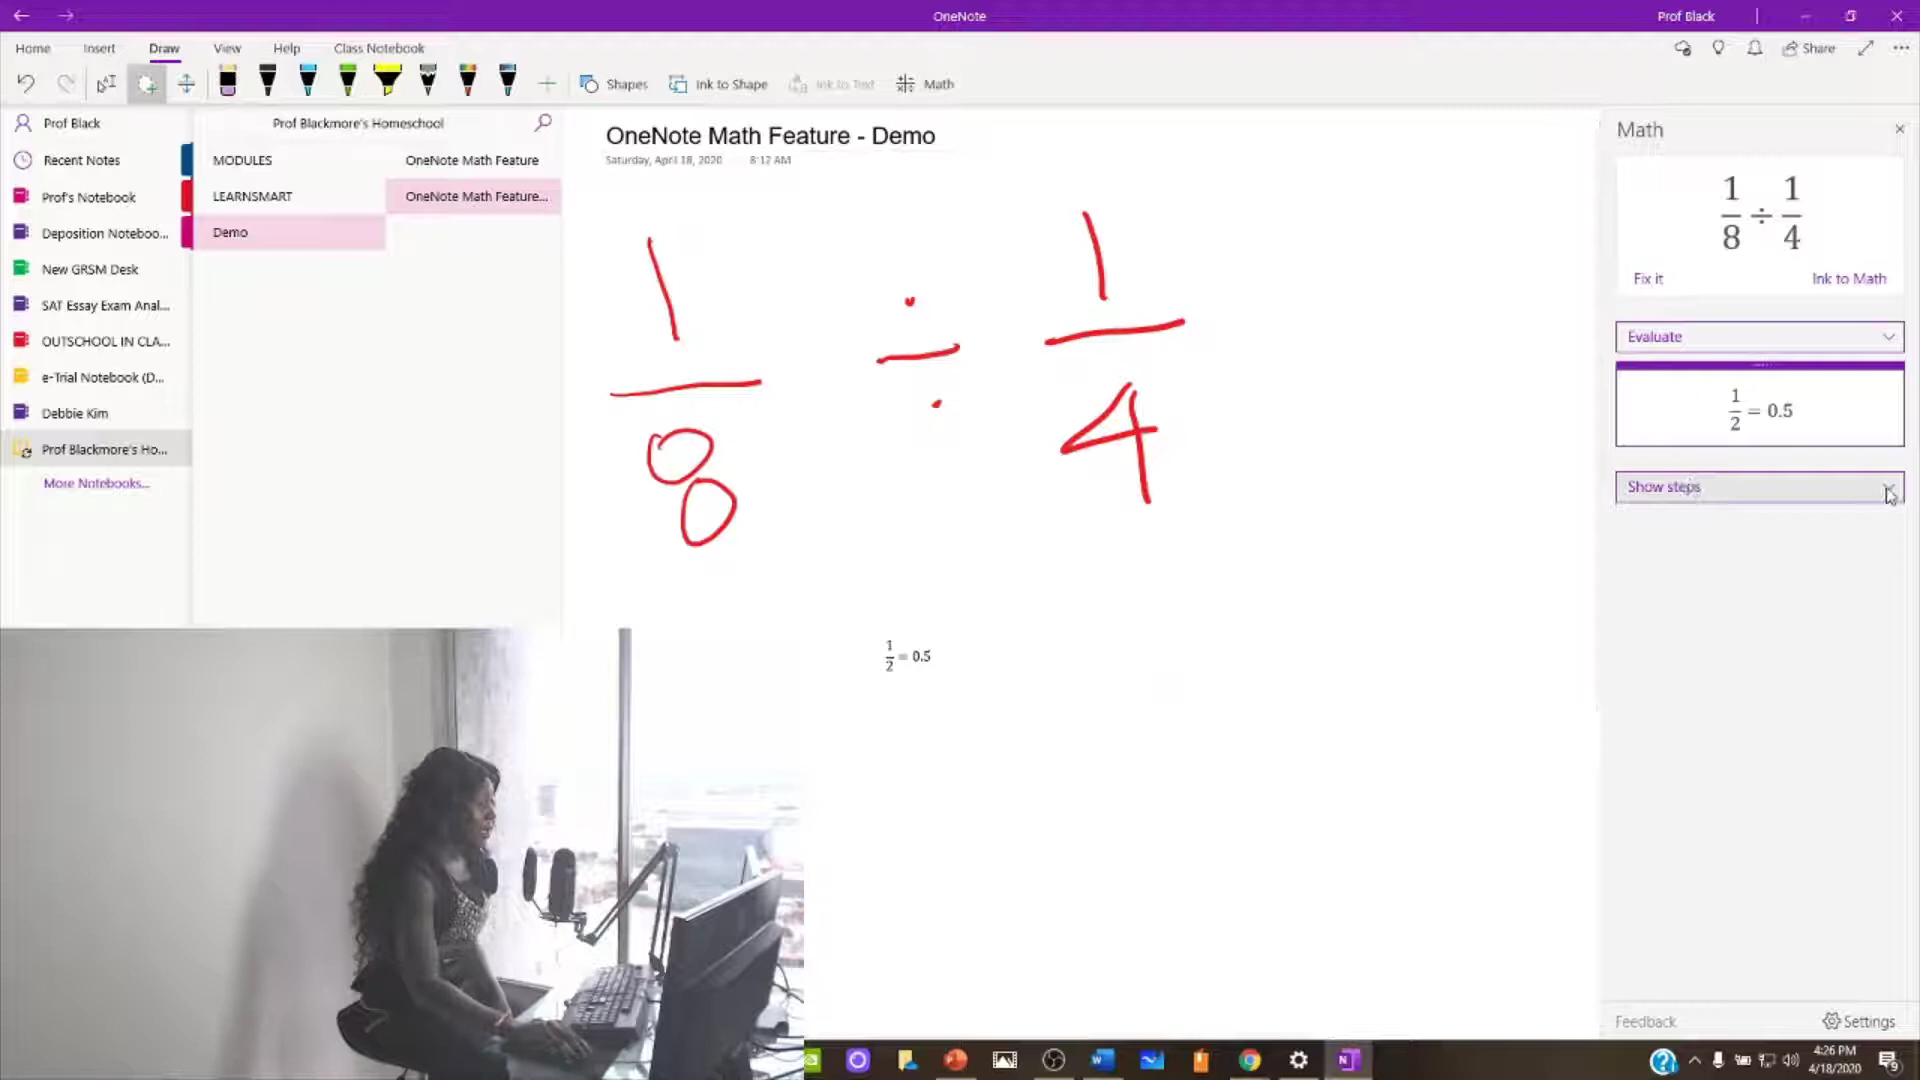 OneNote
Prof Black
Home Insert Draw View Help Class Notebook
Share
Shapes Ink to Shape Ink to Text Math
Prof Black
Recent Notes
Prof's Notebook
Deposition Noteboo...
New GRSM Desk
SAT Essay Exam Anal...
OUTSCHOOL IN CLA...
e-Trial Notebook (D...
Debbie Kim
Prof Blackmore's Ho...
More Notebooks...
Prof Blackmore's Homeschool
MODULES
LEARNSMART
Demo
OneNote Math Feature
OneNote Math Feature...
OneNote Math Feature - Demo
Saturday, April 18, 2020 8:12 AM
1/8 ÷ 1/4
1/2 = 0.5
Math
1/8 ÷ 1/4
Fix it Ink to Math
Evaluate
1/2 = 0.5
Show steps
Feedback Settings
4:26 PM
4/18/2020
9